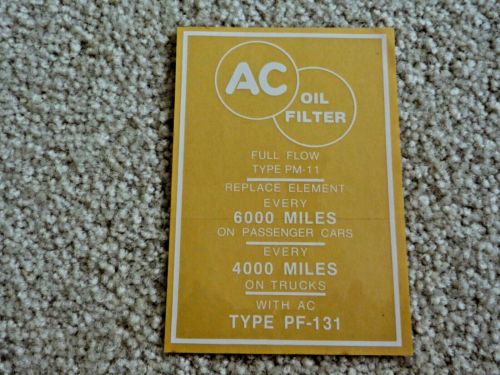 AC
OIL
FILTER
FULL FLOW
TYPE PM-11
REPLACE ELEMENT
EVERY
6000 MILES
ON PASSENGER CARS
EVERY
4000 MILES
ON TRUCKS
WITH AC
TYPE PF-131